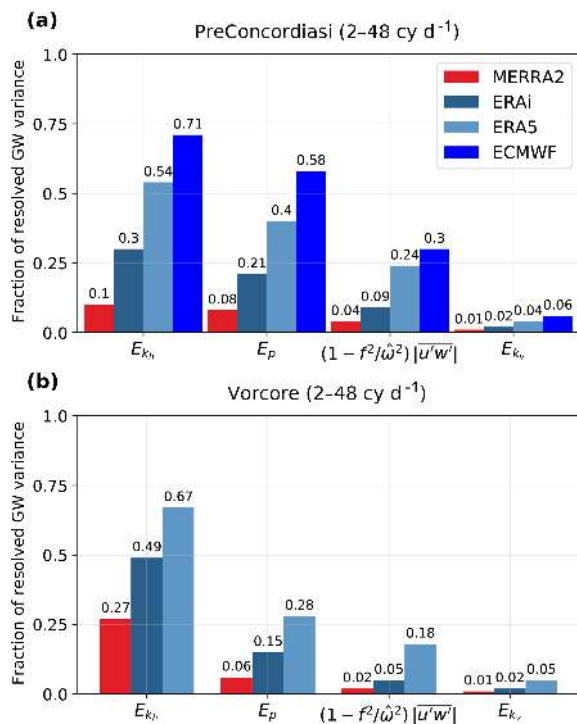 (a)
PreConcordiasi (2–48 cy d⁻¹)
Fraction of resolved GW variance
1.0
0.75
0.5
0.25
0.0
MERRA2
ERAi
ERA5
ECMWF
0.1
0.3
0.54
0.71
0.08
0.21
0.4
0.58
0.04
0.09
0.24
0.3
0.01
0.02
0.04
0.06
E_{k_h}
E_p
(1 − f²/ω̂²) |\overline{u′w′}|
E_{k_v}
(b)
Vorcore (2–48 cy d⁻¹)
Fraction of resolved GW variance
1.0
0.75
0.5
0.25
0.0
0.27
0.49
0.67
0.06
0.15
0.28
0.02
0.05
0.18
0.01
0.02
0.05
E_{k_h}
E_p
(1 − f²/ω̂²) |\overline{u′w′}|
E_{k_v}